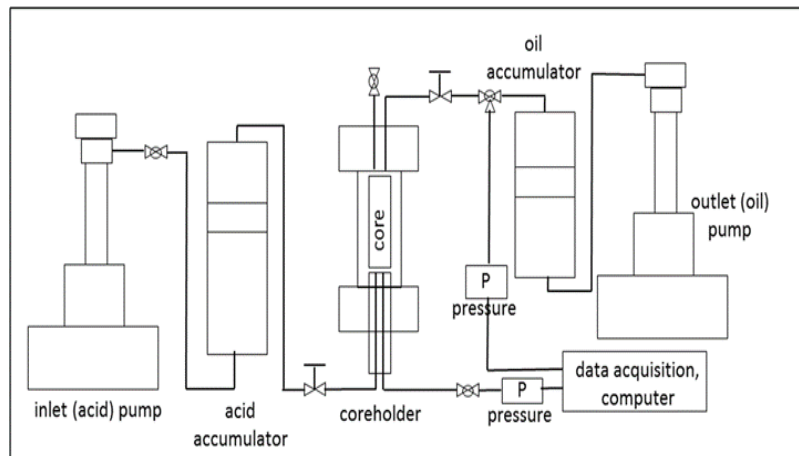 oil
accumulator
core
outlet (oil)
pump
P
pressure
data acquisition,
computer
P
pressure
inlet (acid) pump
acid
accumulator
coreholder